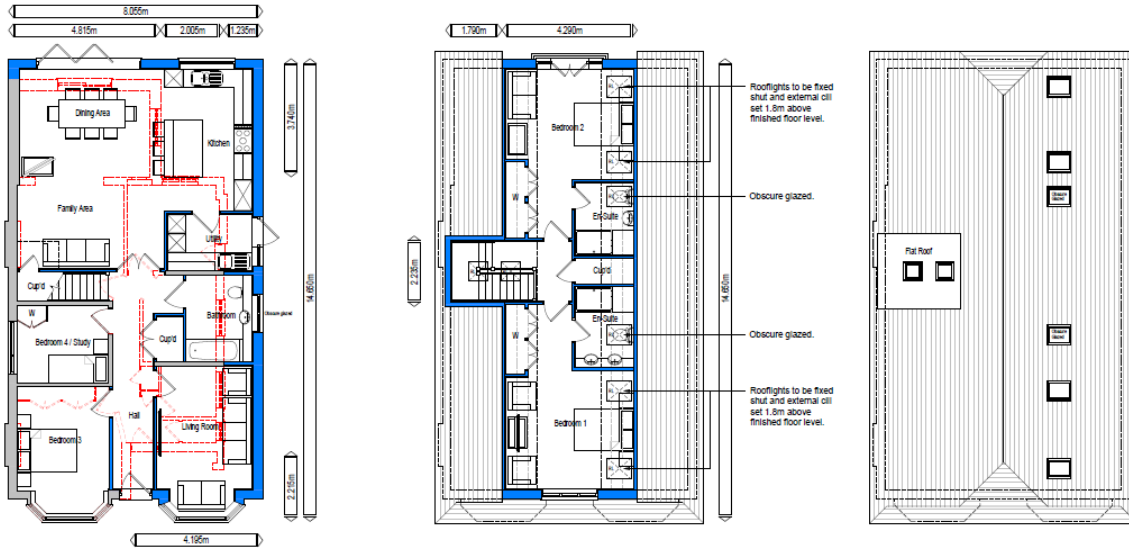 8.055m
4.815m
2.005m
1.235m
Dining Area
Kitchen
Family Area
Utility
Cup'd
W
Bathroom
Obscure glazed
Bedroom 4 / Study
Cup'd
Hall
Living Room
Bedroom 3
3.740m
14.650m
2.215m
4.195m
1.790m
4.290m
Bedroom 2
W
En-Suite
Cup'd
En-Suite
W
Bedroom 1
2.235m
14.650m
Rooflights to be fixed
shut and external cill
set 1.8m above
finished floor level.
Obscure glazed.
Obscure glazed.
Rooflights to be fixed
shut and external cill
set 1.8m above
finished floor level.
Obscure
Glazed
Flat Roof
Obscure
Glazed